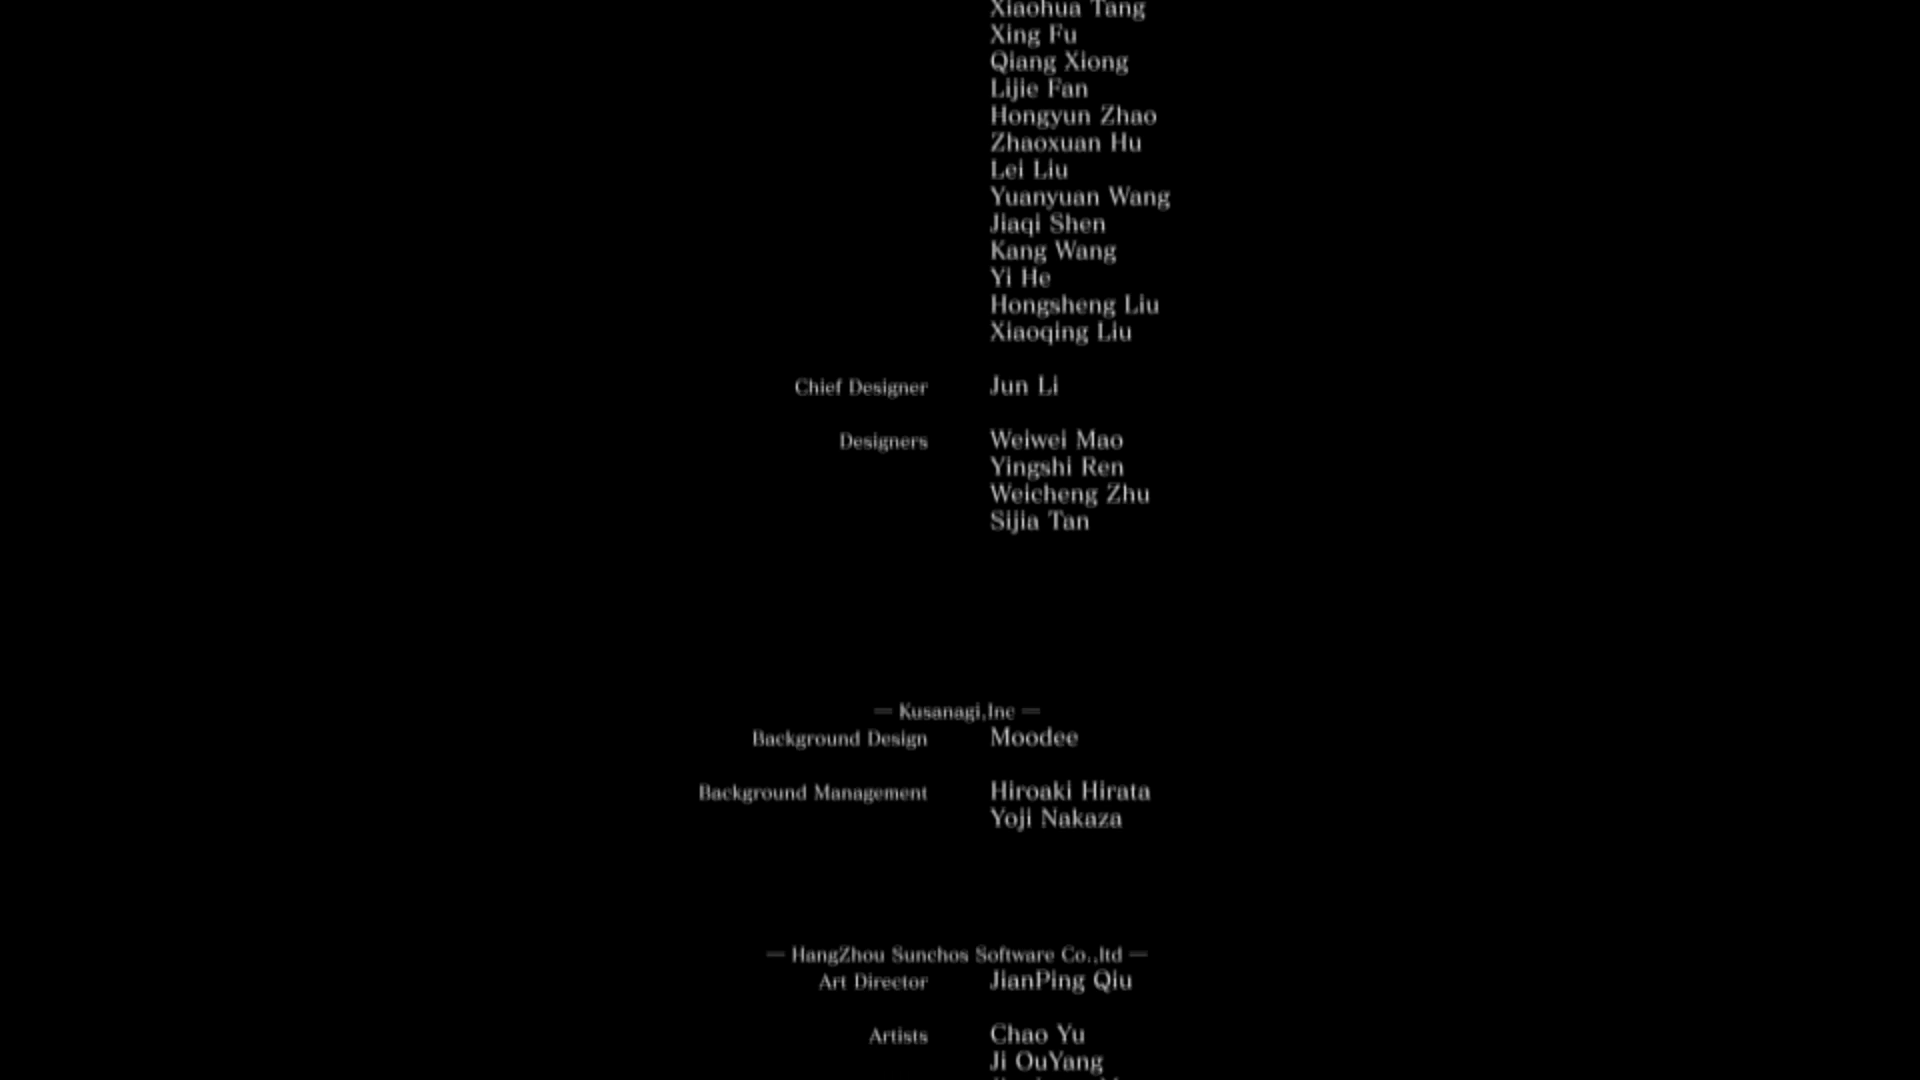 Xiaohua Tang
Xing Fu
Qiang Xiong
Lijie Fan
Hongyun Zhao
Zhaoxuan Hu
Lei Liu
Yuanyuan Wang
Jiaqi Shen
Kang Wang
Yi He
Hongsheng Liu
Xiaoqing Liu
Chief Designer Jun Li
Designers Weiwei Mao
Yingshi Ren
Weicheng Zhu
Sijia Tan
— Kusanagi,Inc —
Background Design Moodee
Background Management Hiroaki Hirata
Yoji Nakaza
— HangZhou Sunchos Software Co.,ltd —
Art Director JianPing Qiu
Artists Chao Yu
Ji OuYang